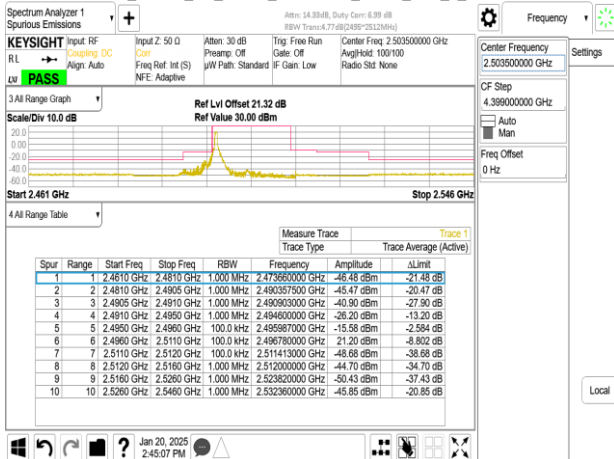 Spectrum Analyzer 1
Spurious Emissions
Attn: 14.33dB, Duty Corr: 6.99 dB
RBW Trans:4.77dB(2495~2512MHz)
Frequency
KEYSIGHT Input: RF Input Z: 50 Ω Atten: 30 dB Trig: Free Run Center Freq: 2.503500000 GHz
RL Coupling: DC Corr Preamp: Off Gate: Off Avg|Hold: 100/100
Align: Auto Freq Ref: Int (S) µW Path: Standard IF Gain: Low Radio Std: None
NFE: Adaptive
LXI PASS
Center Frequency
2.503500000 GHz
Settings
CF Step
4.399000000 GHz
Auto
Man
Freq Offset
0 Hz
3 All Range Graph
Ref Lvl Offset 21.32 dB
Scale/Div 10.0 dB Ref Value 30.00 dBm
20.0
0.00
-20.0
-40.0
-60.0
Start 2.461 GHz Stop 2.546 GHz
4 All Range Table
Measure Trace Trace 1
Trace Type Trace Average (Active)
Spur Range Start Freq Stop Freq RBW Frequency Amplitude ΔLimit
1 1 2.4610 GHz 2.4810 GHz 1.000 MHz 2.473660000 GHz -46.48 dBm -21.48 dB
2 2 2.4810 GHz 2.4905 GHz 1.000 MHz 2.490357500 GHz -45.47 dBm -20.47 dB
3 3 2.4905 GHz 2.4910 GHz 1.000 MHz 2.490903000 GHz -40.90 dBm -27.90 dB
4 4 2.4910 GHz 2.4950 GHz 1.000 MHz 2.494600000 GHz -26.20 dBm -13.20 dB
5 5 2.4950 GHz 2.4960 GHz 100.0 kHz 2.495987000 GHz -15.58 dBm -2.584 dB
6 6 2.4960 GHz 2.5110 GHz 100.0 kHz 2.496780000 GHz 21.20 dBm -8.802 dB
7 7 2.5110 GHz 2.5120 GHz 100.0 kHz 2.511413000 GHz -48.68 dBm -38.68 dB
8 8 2.5120 GHz 2.5160 GHz 1.000 MHz 2.512000000 GHz -44.70 dBm -34.70 dB
9 9 2.5160 GHz 2.5260 GHz 1.000 MHz 2.523820000 GHz -50.43 dBm -37.43 dB
10 10 2.5260 GHz 2.5460 GHz 1.000 MHz 2.532360000 GHz -45.85 dBm -20.85 dB
Local
Jan 20, 2025
2:45:07 PM